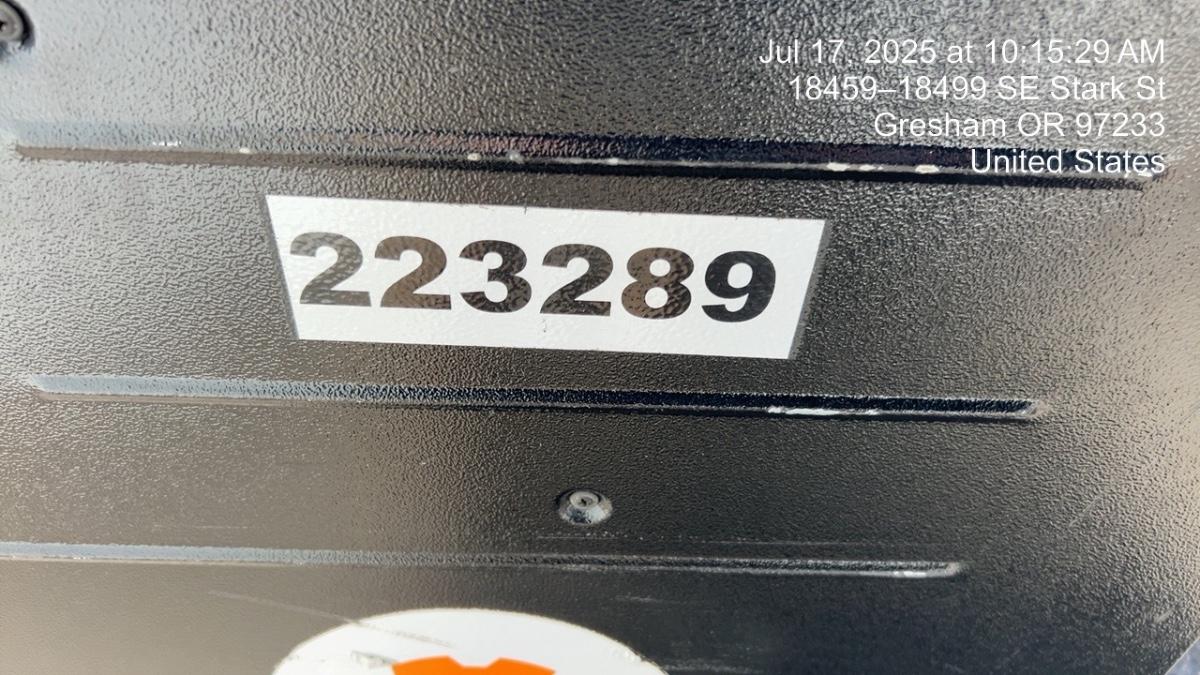 Jul 17, 2025 at 10:15:29 AM
18459–18499 SE Stark St
Gresham OR 97233
United States
223289